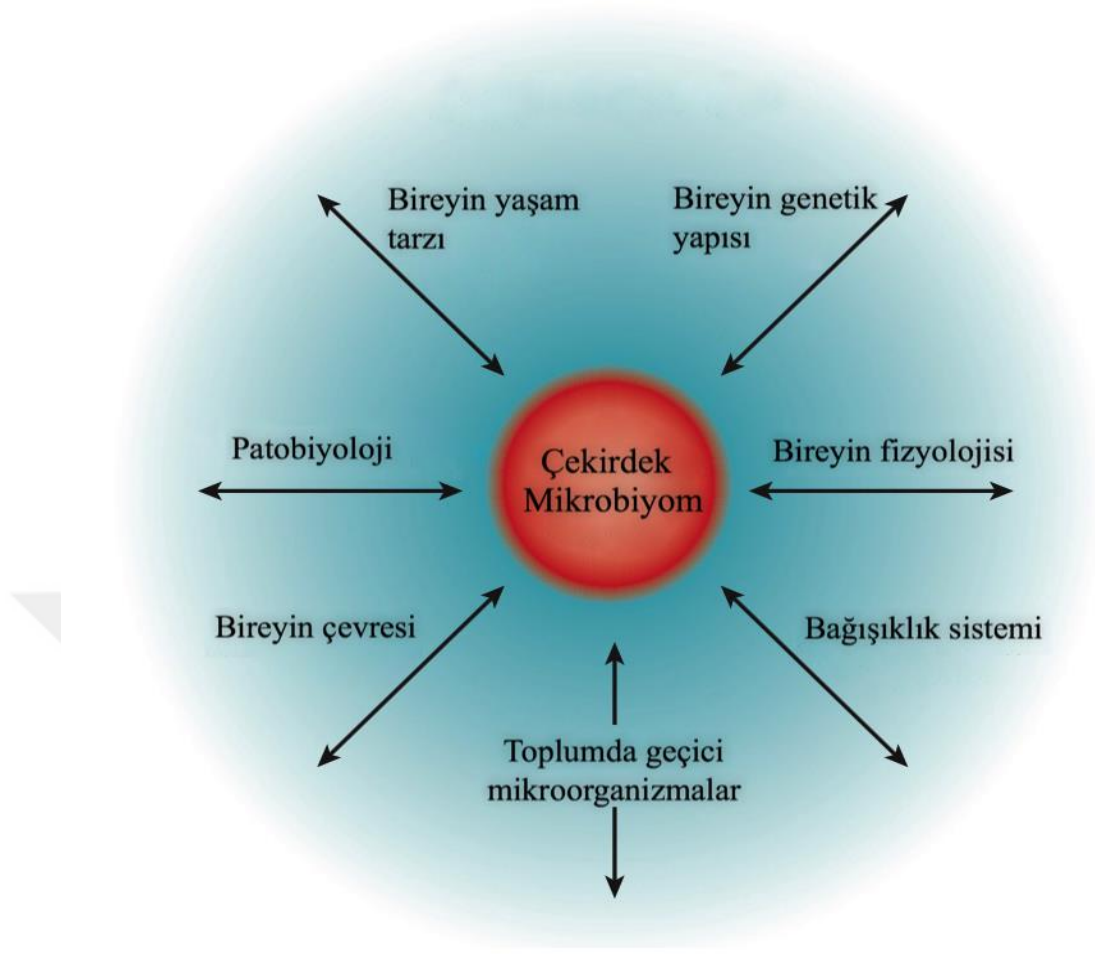 Bireyin yaşam
tarzı
Bireyin genetik
yapısı
Patobiyoloji
Çekirdek
Mikrobiyom
Bireyin fizyolojisi
Bireyin çevresi
Bağışıklık sistemi
Toplumda geçici
mikroorganizmalar